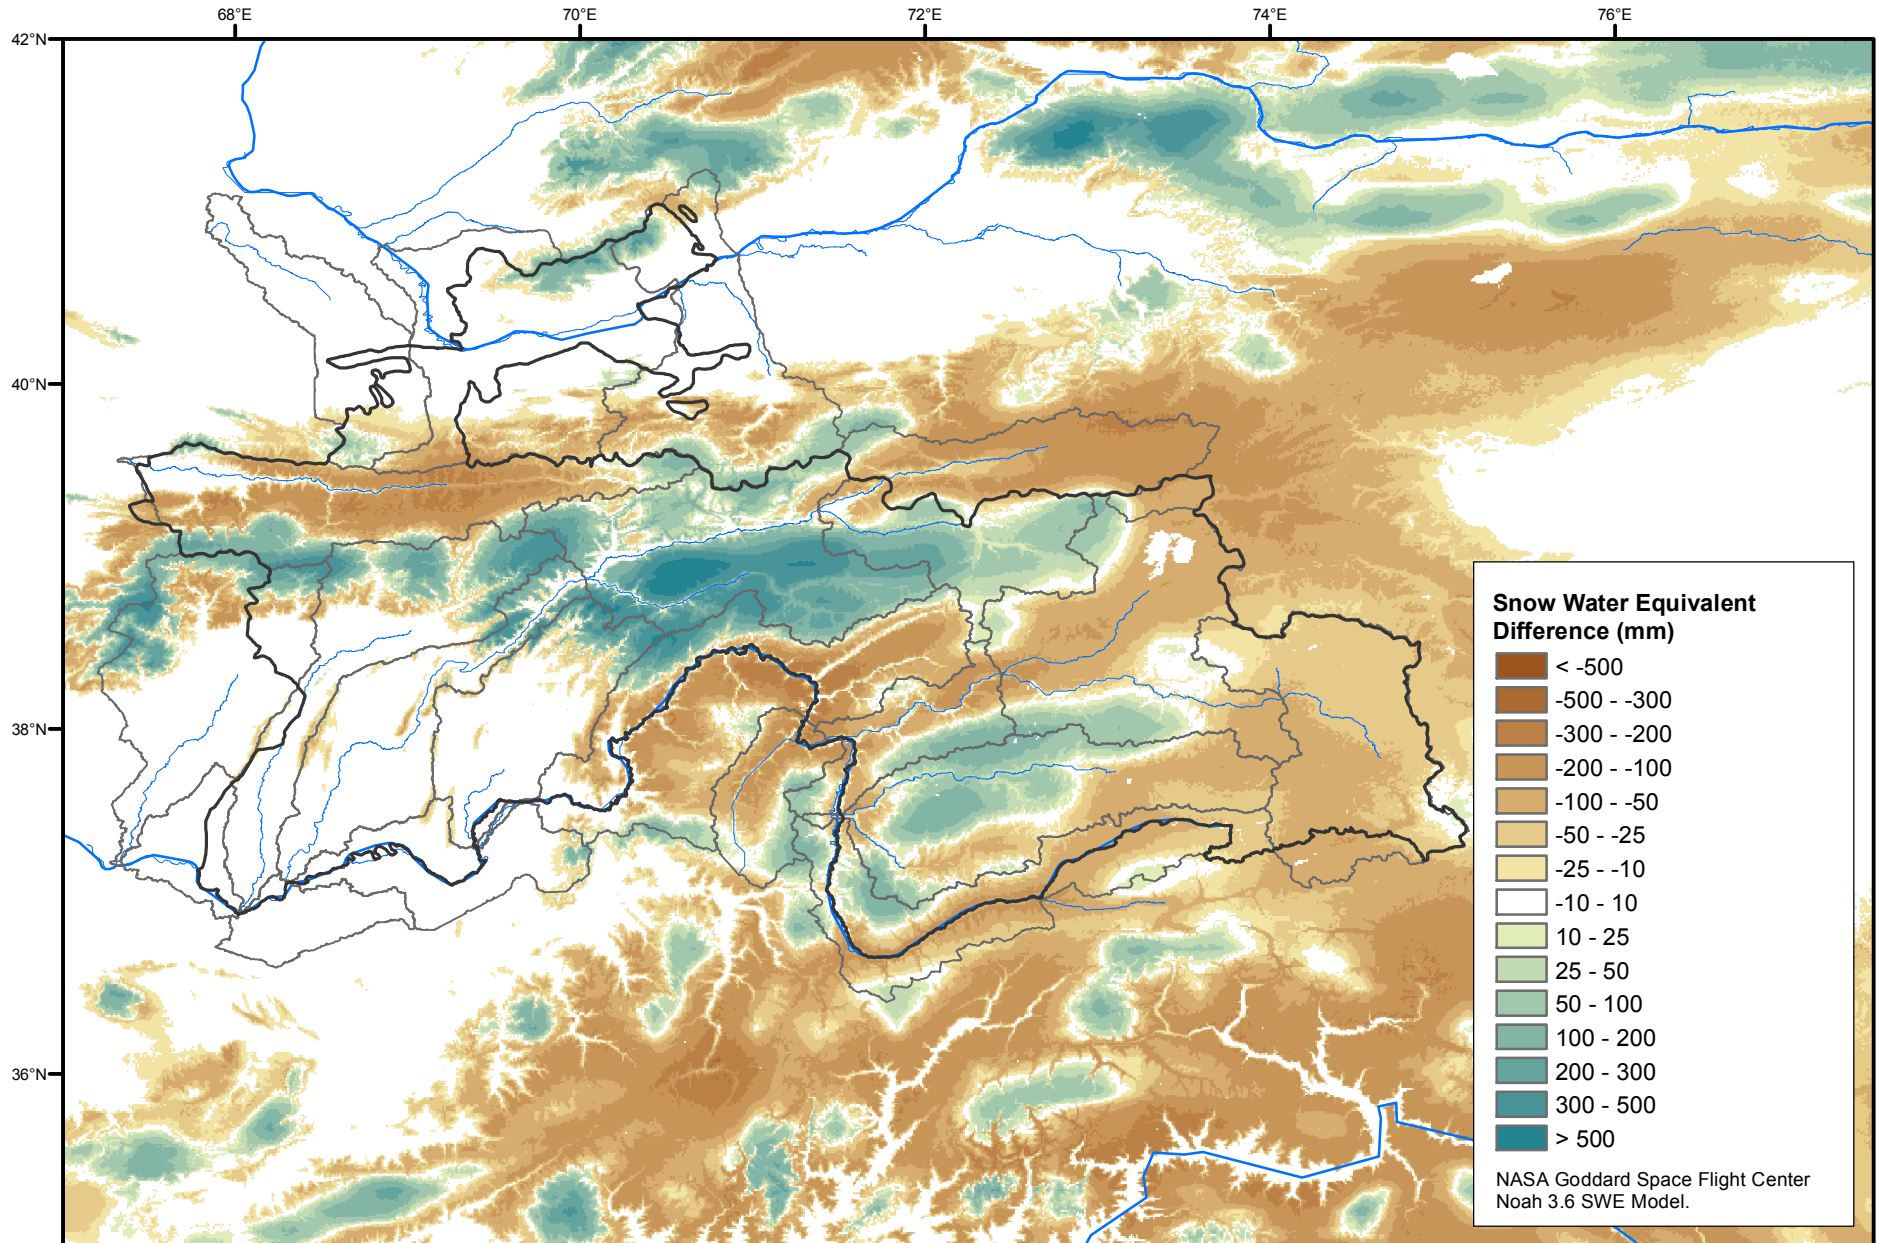 68°E
70°E
72°E
74°E
76°E
42°N
40°N
38°N
36°N
Snow Water Equivalent
Difference (mm)
< -500
-500 - -300
-300 - -200
-200 - -100
-100 - -50
-50 - -25
-25 - -10
-10 - 10
10 - 25
25 - 50
50 - 100
100 - 200
200 - 300
300 - 500
> 500
NASA Goddard Space Flight Center
Noah 3.6 SWE Model.